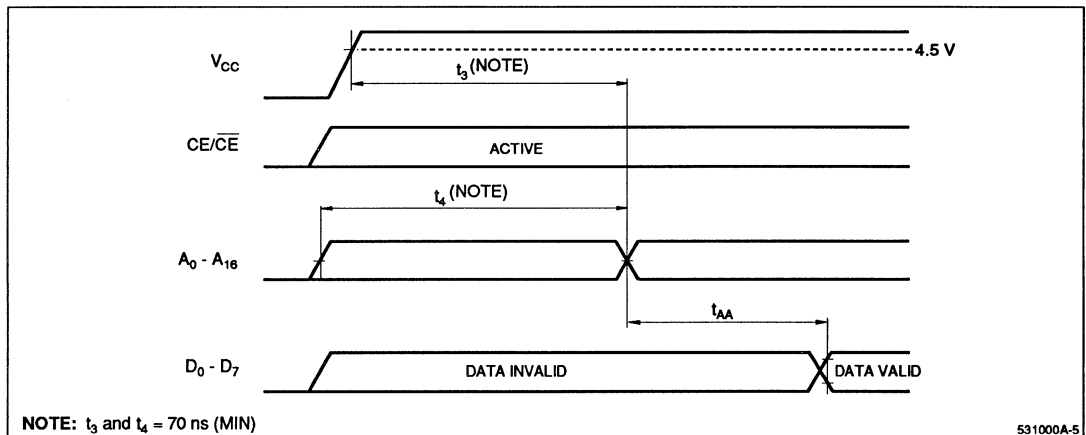 4.5 V
V_CC
t_3 (NOTE)
CE/C̅E̅
ACTIVE
t_4 (NOTE)
A_0 - A_16
t_AA
D_0 - D_7
DATA INVALID
DATA VALID
NOTE: t_3 and t_4 = 70 ns (MIN)
531000A-5